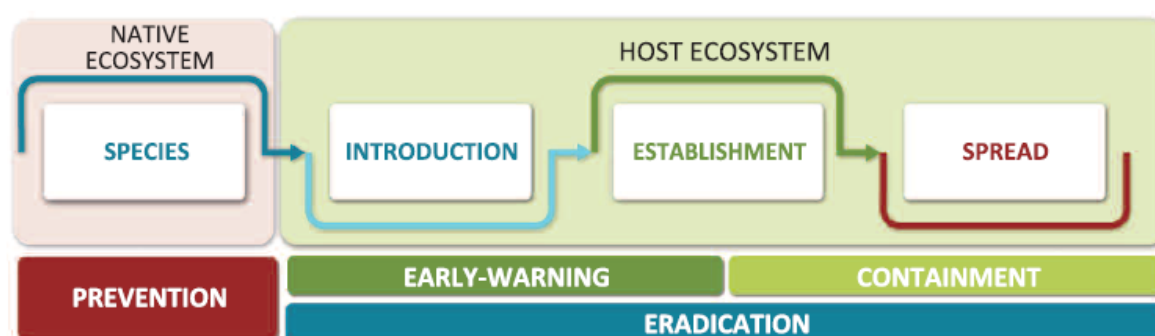 NATIVE
ECOSYSTEM
HOST ECOSYSTEM
SPECIES
INTRODUCTION
ESTABLISHMENT
SPREAD
PREVENTION
EARLY-WARNING
CONTAINMENT
ERADICATION